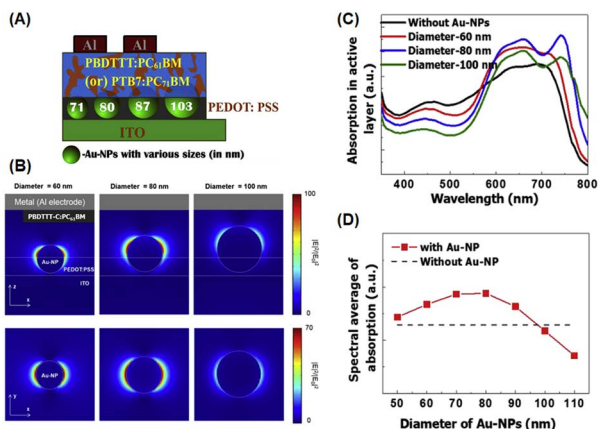 (A)
Al
Al
PBDTTT:PC61BM
(or) PTB7:PC71BM
71
80
87
103
PEDOT: PSS
ITO
-Au-NPs with various sizes (in nm)
(B)
Diameter = 60 nm
Diameter = 80 nm
Diameter = 100 nm
Metal (Al electrode)
PBDTTT-C:PC61BM
Au-NP
PEDOT:PSS
ITO
z
x
100
0
|E|²/|E0|²
Au-NP
y
x
70
0
|E|²/|E0|²
(C)
Without Au-NPs
Diameter-60 nm
Diameter-80 nm
Diameter-100 nm
Absorption in active
layer (a.u.)
400
500
600
700
800
Wavelength (nm)
(D)
with Au-NP
Without Au-NP
Spectral average of
absorption (a.u.)
50
60
70
80
90
100
110
Diameter of Au-NPs (nm)